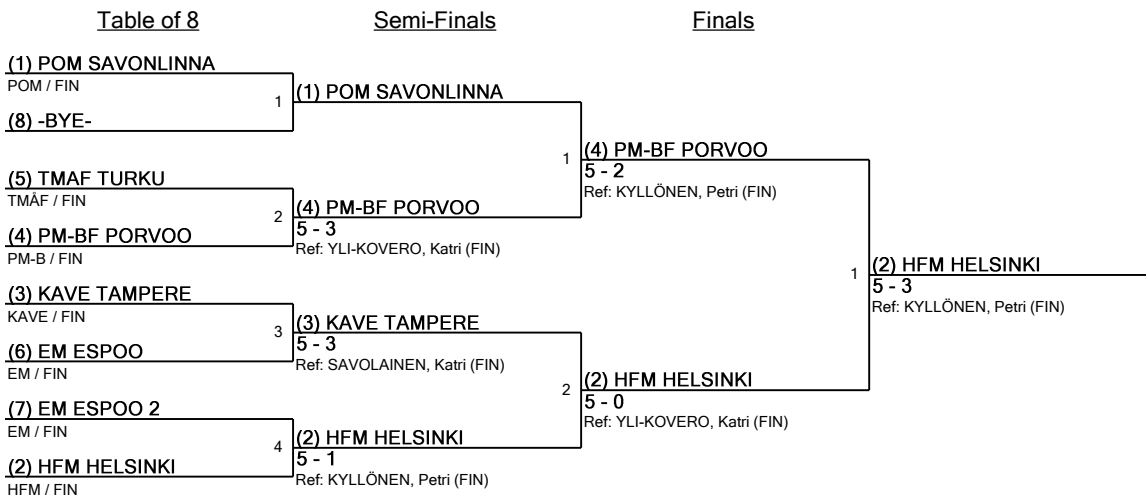 Table of 8
Semi-Finals
Finals
(1) POM SAVONLINNA
POM / FIN
1
(8) -BYE-
(5) TMAF TURKU
TMÅF / FIN
2
(4) PM-BF PORVOO
PM-B / FIN
(3) KAVE TAMPERE
KAVE / FIN
3
(6) EM ESPOO
EM / FIN
(7) EM ESPOO 2
EM / FIN
4
(2) HFM HELSINKI
HFM / FIN
(1) POM SAVONLINNA
1
(4) PM-BF PORVOO
5 - 3
Ref: YLI-KOVERO, Katri (FIN)
(3) KAVE TAMPERE
5 - 3
Ref: SAVOLAINEN, Katri (FIN)
2
(2) HFM HELSINKI
5 - 1
Ref: KYLLÖNEN, Petri (FIN)
(4) PM-BF PORVOO
5 - 2
Ref: KYLLÖNEN, Petri (FIN)
1
(2) HFM HELSINKI
5 - 0
Ref: YLI-KOVERO, Katri (FIN)
(2) HFM HELSINKI
5 - 3
Ref: KYLLÖNEN, Petri (FIN)